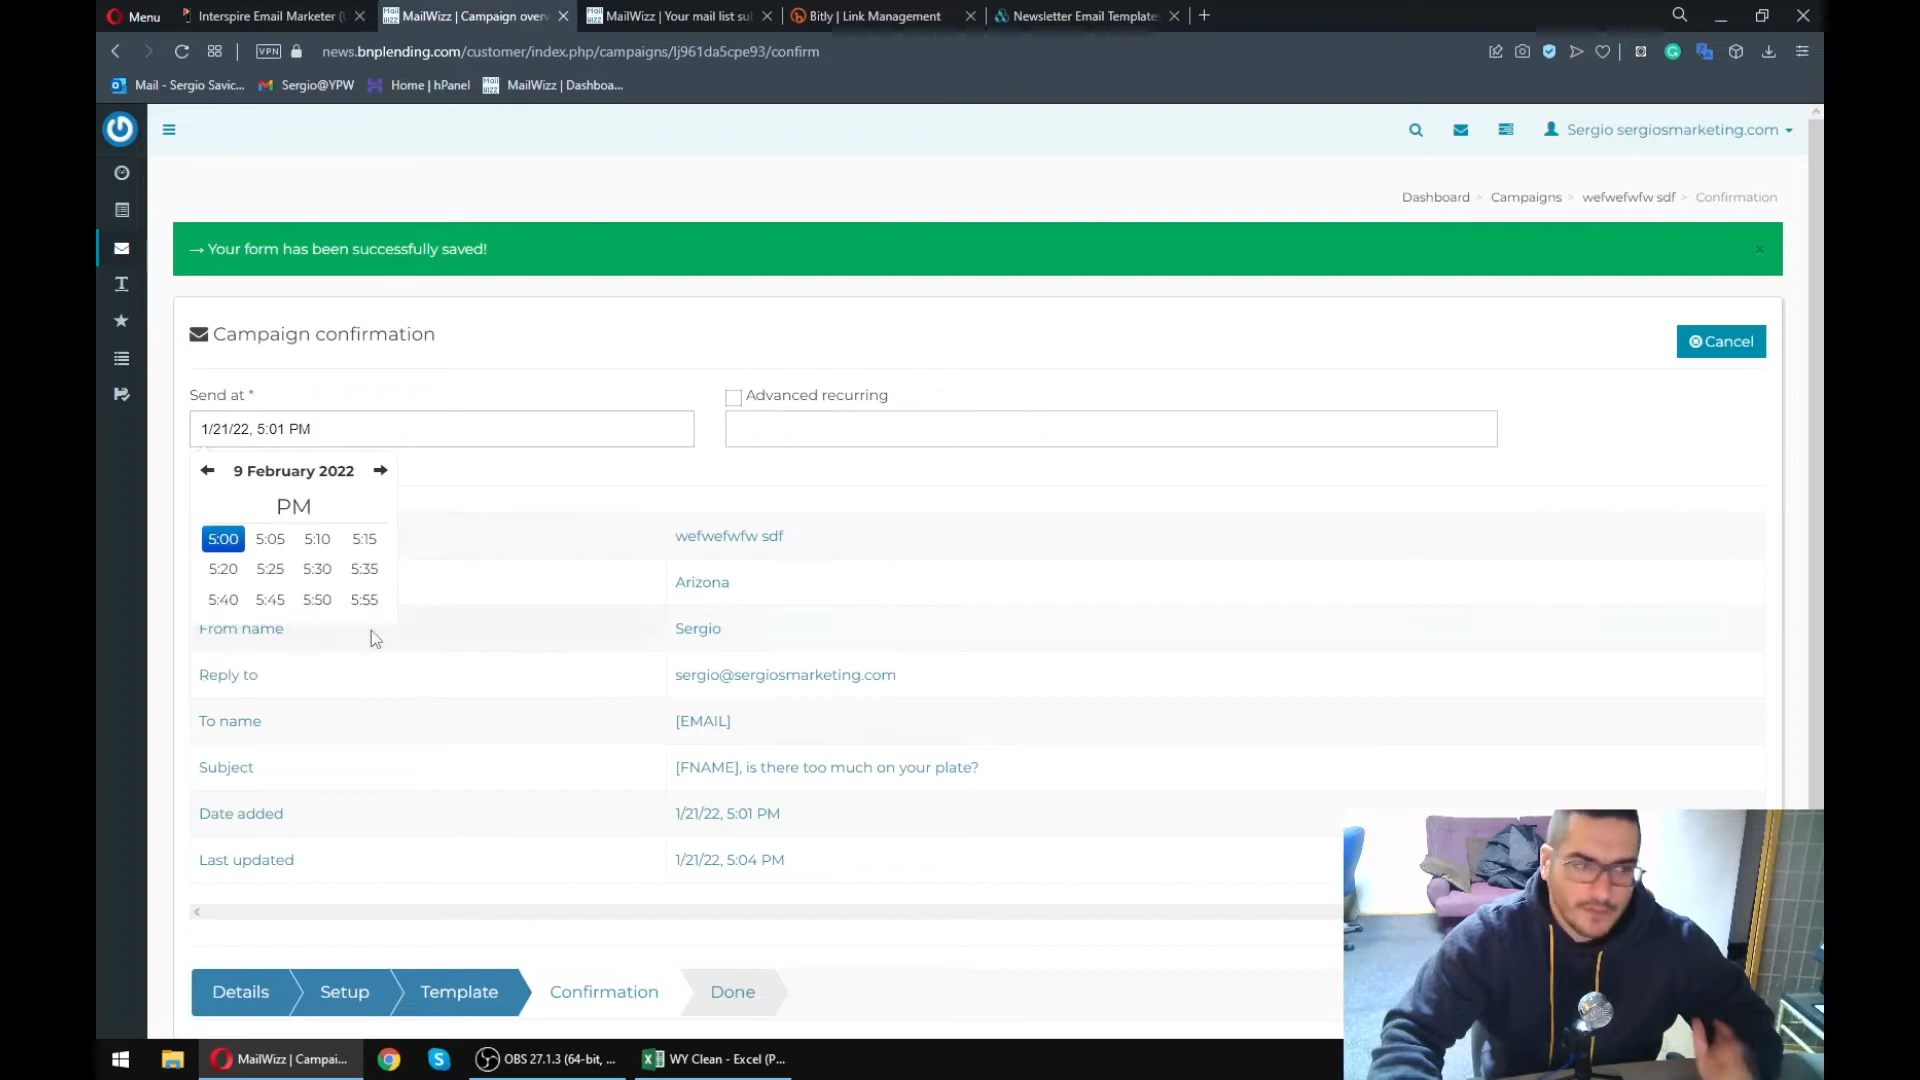 Menu
Interspire Email Marketer (
MailWizz | Campaign over
MailWizz | Your mail list su
Bitly | Link Management
Newsletter Email Template
VPN
news.bnplending.com/customer/index.php/campaigns/lj961da5cpe93/confirm
Mail - Sergio Savic...
Sergio@YPW
Home | hPanel
MailWizz | Dashboa...
Sergio sergiosmarketing.com
Dashboard > Campaigns > wefwefwfw sdf > Confirmation
→ Your form has been successfully saved!
×
Campaign confirmation
Cancel
Send at *
Advanced recurring
1/21/22, 5:01 PM
9 February 2022
PM
5:00 5:05 5:10 5:15
5:20 5:25 5:30 5:35
5:40 5:45 5:50 5:55
wefwefwfw sdf
Arizona
From name
Sergio
Reply to
sergio@sergiosmarketing.com
To name
[EMAIL]
Subject
[FNAME], is there too much on your plate?
Date added
1/21/22, 5:01 PM
Last updated
1/21/22, 5:04 PM
Details
Setup
Template
Confirmation
Done
MailWizz | Campai...
OBS 27.1.3 (64-bit, ...
WY Clean - Excel (P...